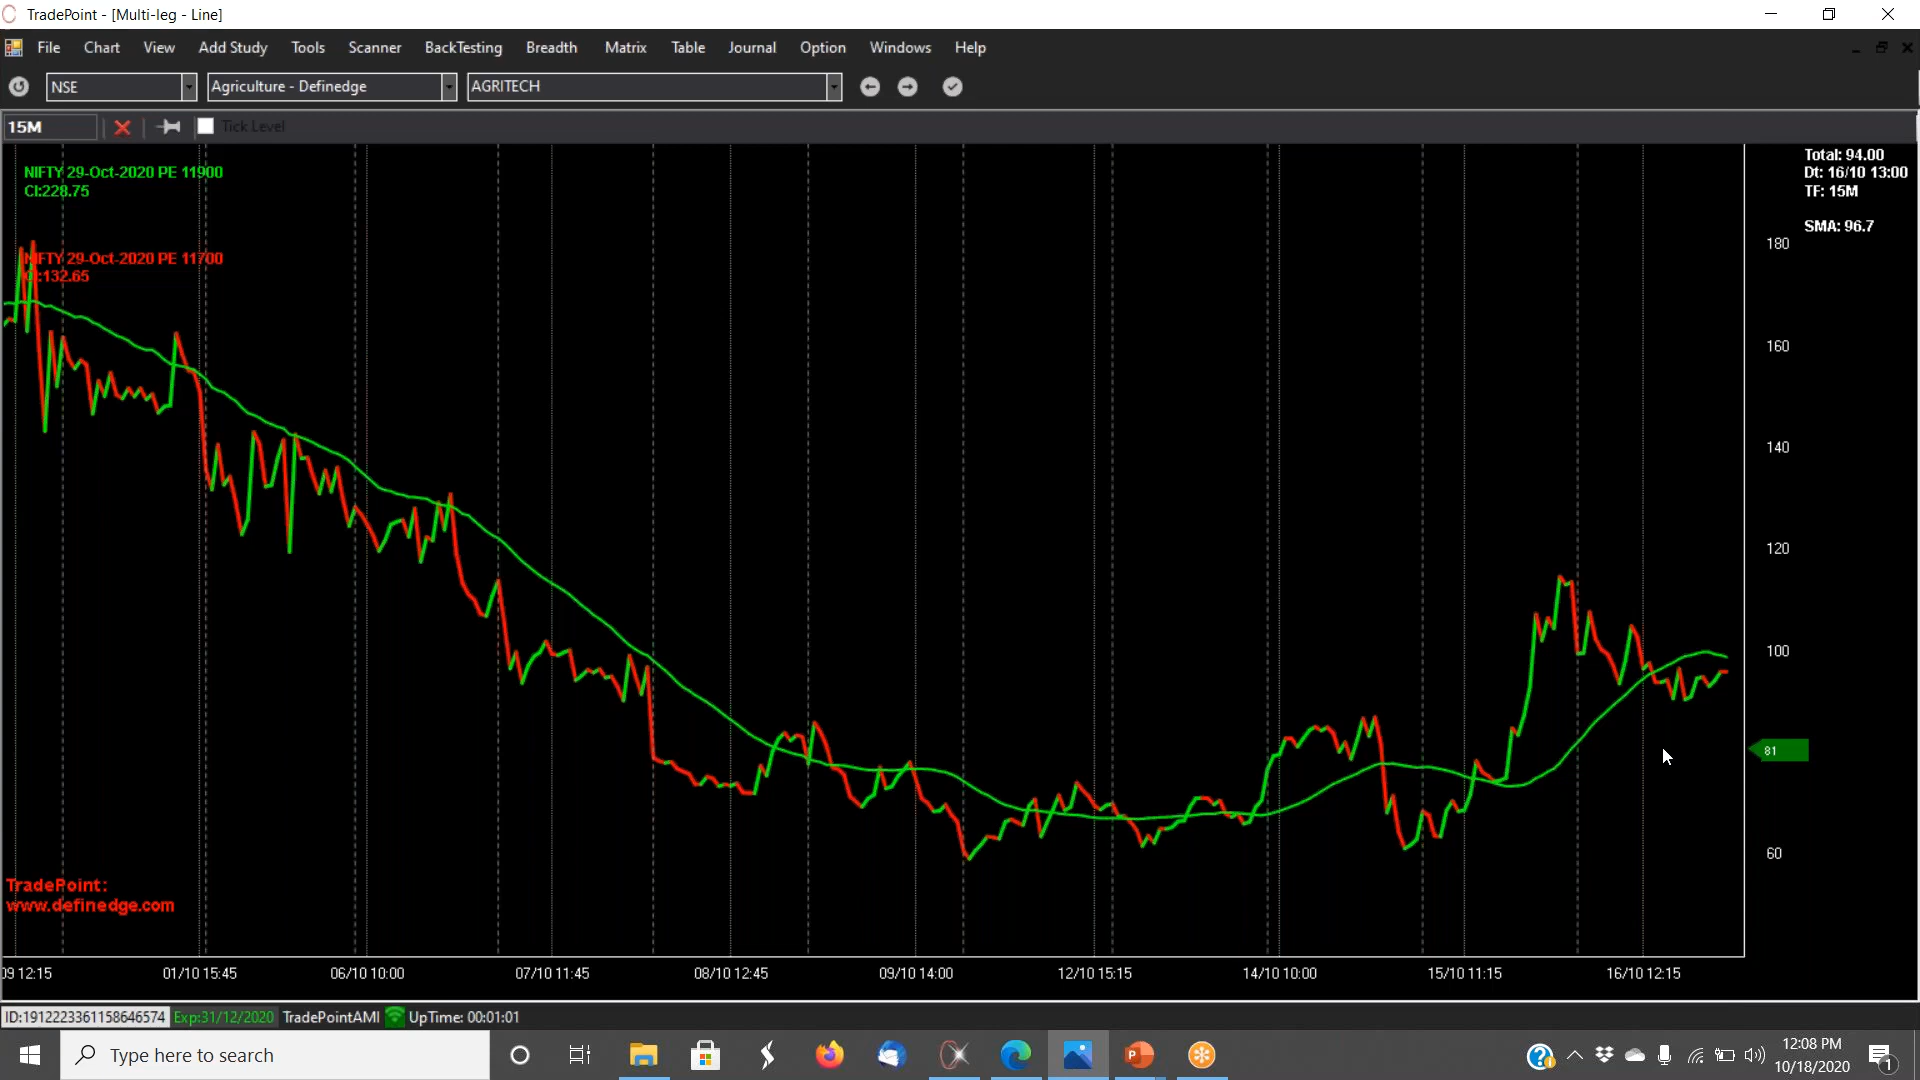 TradePoint - [Multi-leg - Line]
File Chart View Add Study Tools Scanner BackTesting Breadth Matrix Table Journal Option Windows Help
NSE Agriculture - Definedge AGRITECH
15M Tick Level
NIFTY 29-Oct-2020 PE 11900
Cl:228.75
NIFTY 29-Oct-2020 PE 11700
Cl:132.65
Total: 94.00
Dt: 16/10 13:00
TF: 15M
SMA: 96.7
180
160
140
120
100
81
60
TradePoint:
www.definedge.com
09 12:15 01/10 15:45 06/10 10:00 07/10 11:45 08/10 12:45 09/10 14:00 12/10 15:15 14/10 10:00 15/10 11:15 16/10 12:15
ID:1912223361158646574 Exp:31/12/2020 TradePointAMI UpTime: 00:01:01
Type here to search
12:08 PM
10/18/2020
1